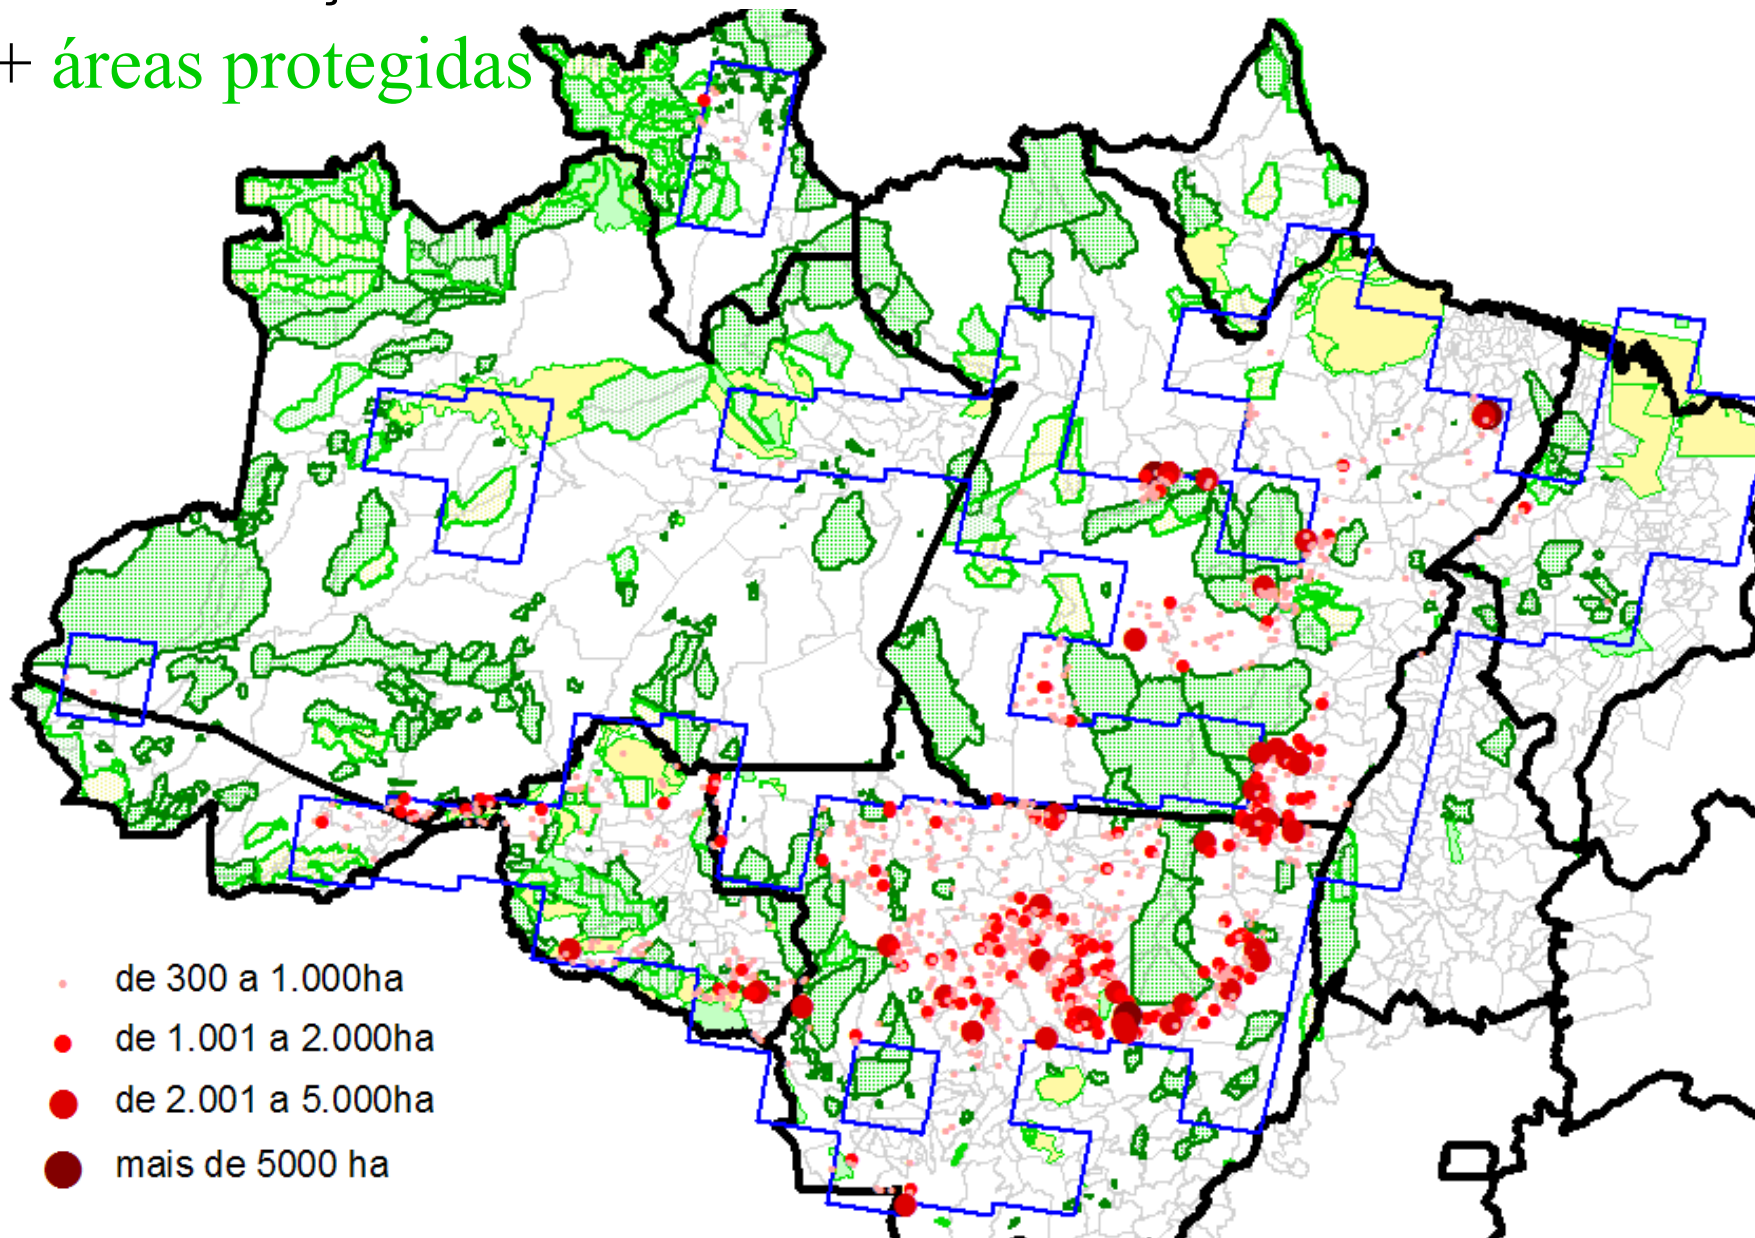 + áreas protegidas
de 300 a 1.000ha
de 1.001 a 2.000ha
de 2.001 a 5.000ha
mais de 5000 ha